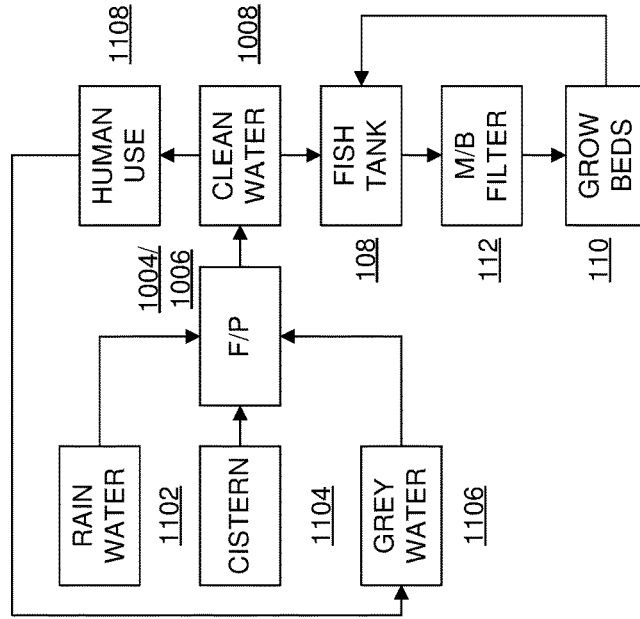 RAIN
WATER
1102
CISTERN
1104
GREY
WATER
1106
F/P
1004/
1006
HUMAN
USE
1108
CLEAN
WATER
1008
FISH
TANK
108
M/B
FILTER
112
GROW
BEDS
110